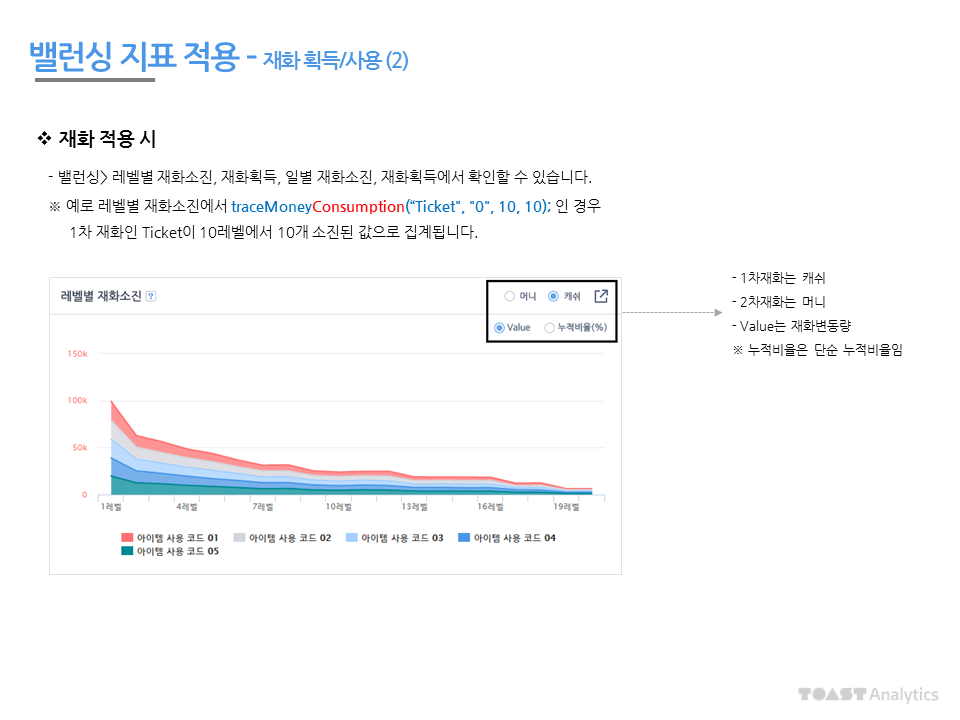 밸런싱 지표 적용 - 재화 획득/사용 (2)
❖ 재화 적용 시
- 밸런싱> 레벨별 재화소진, 재화획득, 일별 재화소진, 재화획득에서 확인할 수 있습니다.
※ 예로 레벨별 재화소진에서 traceMoneyConsumption(“Ticket", "0", 10, 10); 인 경우
1차 재화인 Ticket이 10레벨에서 10개 소진된 값으로 집계됩니다.
레벨별 재화소진 ?
머니 캐쉬
Value 누적비율(%)
- 1차재화는 캐쉬
- 2차재화는 머니
- Value는 재화변동량
※ 누적비율은 단순 누적비율임
150k
100k
50k
0
1레벨 4레벨 7레벨 10레벨 13레벨 16레벨 19레벨
아이템 사용 코드 01 아이템 사용 코드 02 아이템 사용 코드 03 아이템 사용 코드 04
아이템 사용 코드 05
TOAST Analytics